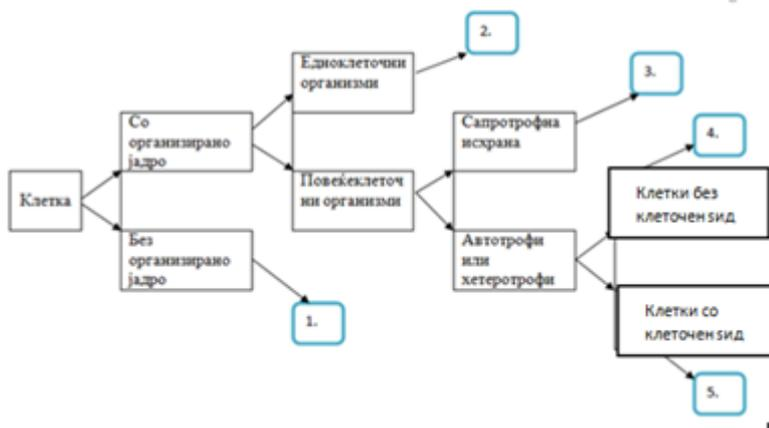 2.
Едноклеточни
организми
3.
Со
организирано
јадро
Сапротрофна
исхрана
4.
Клетка
Повеќеклеточ
ни организми
Клетки без
клеточен ѕид
Без
организирано
јадро
Автотрофи
или
хетеротрофи
1.
Клетки со
клеточен ѕид
5.